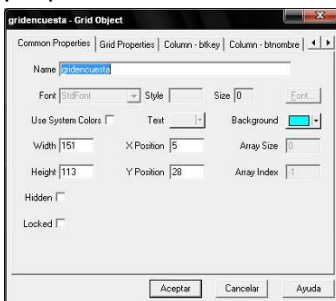 gridencuesta - Grid Object
Common Properties Grid Properties Column - btkey Column - btnombre
Name gridencuesta
Font StdFont Style Size 0 Font...
Use System Colors Text Background
Width 151 X Position 5 Array Size 0
Height 113 Y Position 28 Array Index -1
Hidden
Locked
Aceptar Cancelar Ayuda